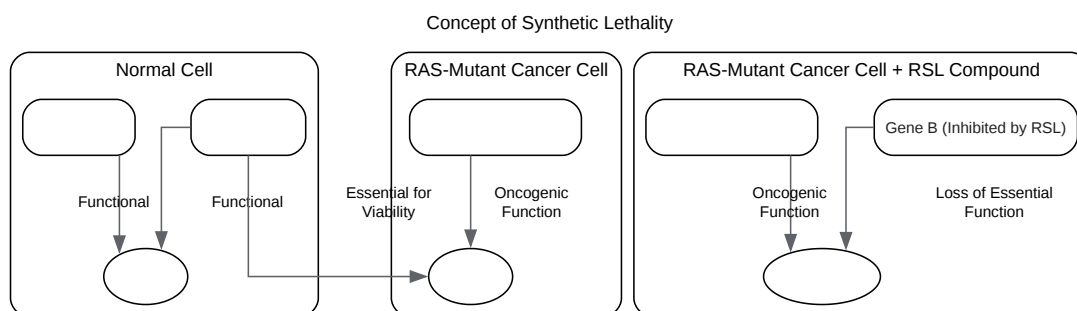 Concept of Synthetic Lethality
Normal Cell
RAS-Mutant Cancer Cell
RAS-Mutant Cancer Cell + RSL Compound
Gene B (Inhibited by RSL)
Functional
Functional
Essential for
Viability
Oncogenic
Function
Oncogenic
Function
Loss of Essential
Function